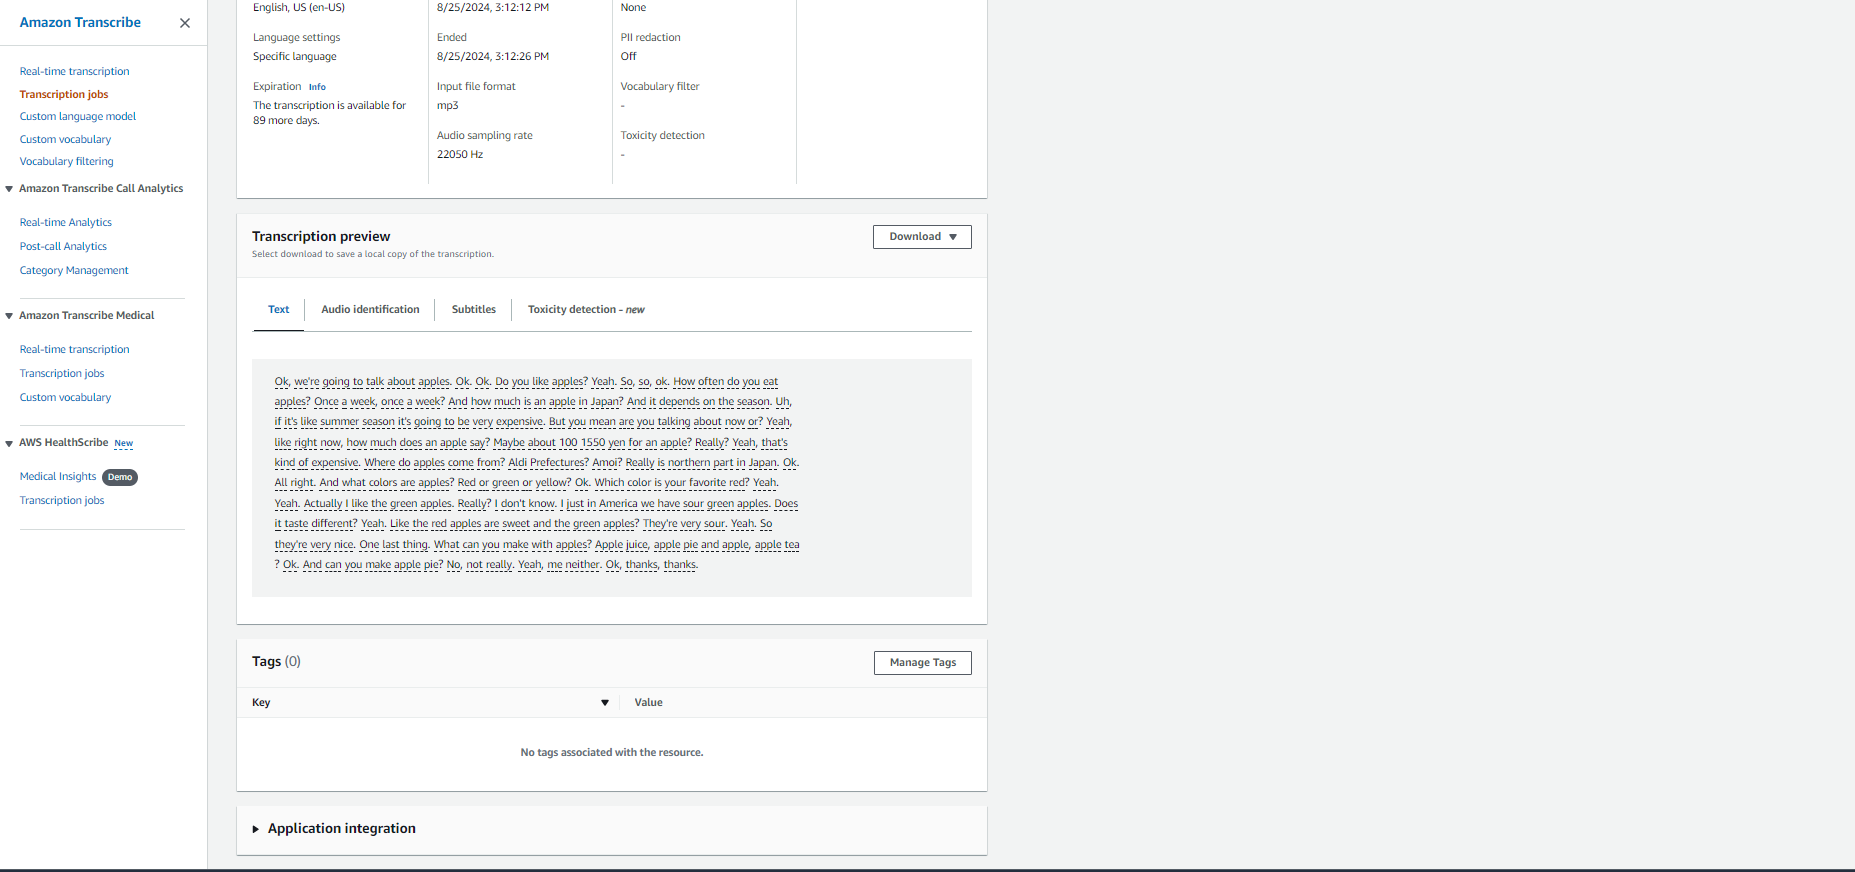 Amazon Transcribe
Real-time transcription
Transcription jobs
Custom language model
Custom vocabulary
Vocabulary filtering
Amazon Transcribe Call Analytics
Real-time Analytics
Post-call Analytics
Category Management
Amazon Transcribe Medical
Real-time transcription
Transcription jobs
Custom vocabulary
AWS HealthScribe New
Medical Insights Demo
Transcription jobs
English, US (en-US)
Language settings
Specific language
Expiration Info
The transcription is available for
89 more days.
8/25/2024, 3:12:12 PM
Ended
8/25/2024, 3:12:26 PM
Input file format
mp3
Audio sampling rate
22050 Hz
None
PII redaction
Off
Vocabulary filter
-
Toxicity detection
-
Transcription preview
Select download to save a local copy of the transcription.
Download
Text
Audio identification
Subtitles
Toxicity detection - new
Ok, we're going to talk about apples. Ok. Ok. Do you like apples? Yeah. So, so, ok. How often do you eat
apples? Once a week, once a week? And how much is an apple in Japan? And it depends on the season. Uh,
if it's like summer season it's going to be very expensive. But you mean are you talking about now or? Yeah,
like right now, how much does an apple say? Maybe about 100 1550 yen for an apple? Really? Yeah, that's
kind of expensive. Where do apples come from? Aldi Prefectures? Amoi? Really is northern part in Japan. Ok.
All right. And what colors are apples? Red or green or yellow? Ok. Which color is your favorite red? Yeah.
Yeah. Actually I like the green apples. Really? I don't know. I just in America we have sour green apples. Does
it taste different? Yeah. Like the red apples are sweet and the green apples? They're very sour. Yeah. So
they're very nice. One last thing. What can you make with apples? Apple juice, apple pie and apple, apple tea
? Ok. And can you make apple pie? No, not really. Yeah, me neither. Ok, thanks, thanks.
Tags (0)
Manage Tags
Key
Value
No tags associated with the resource.
Application integration